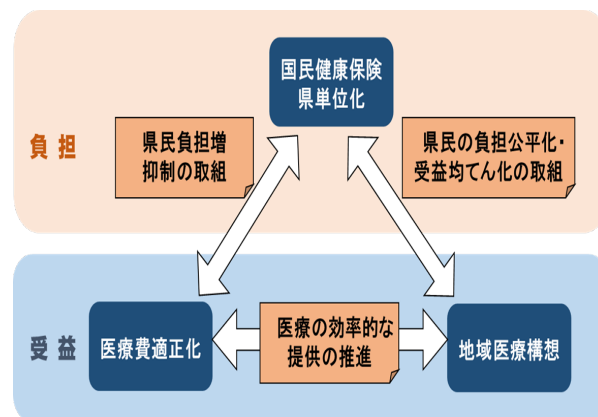 国民健康保険
県単位化
負担
県民負担増
抑制の取組
県民の負担公平化・
受益均てん化の取組
受益
医療費適正化
医療の効率的な
提供の推進
地域医療構想